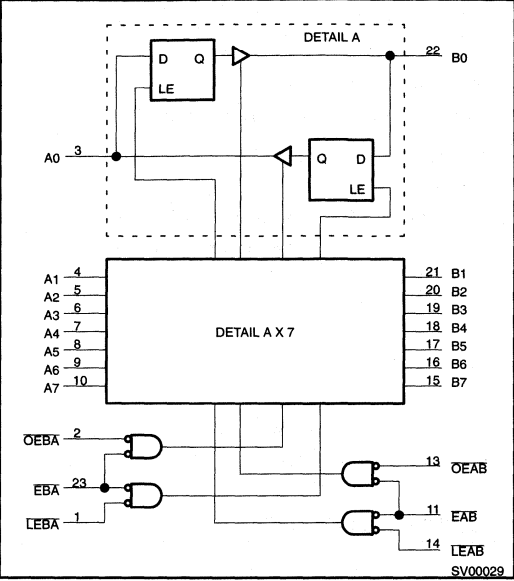 DETAIL A
D Q
LE
22 B0
A0 3
Q D
LE
A1 4
A2 5
A3 6
A4 7
A5 8
A6 9
A7 10
DETAIL A X 7
21 B1
20 B2
19 B3
18 B4
17 B5
16 B6
15 B7
OEBA 2
EBA 23
LEBA 1
13 OEAB
11 EAB
14 LEAB
SV00029